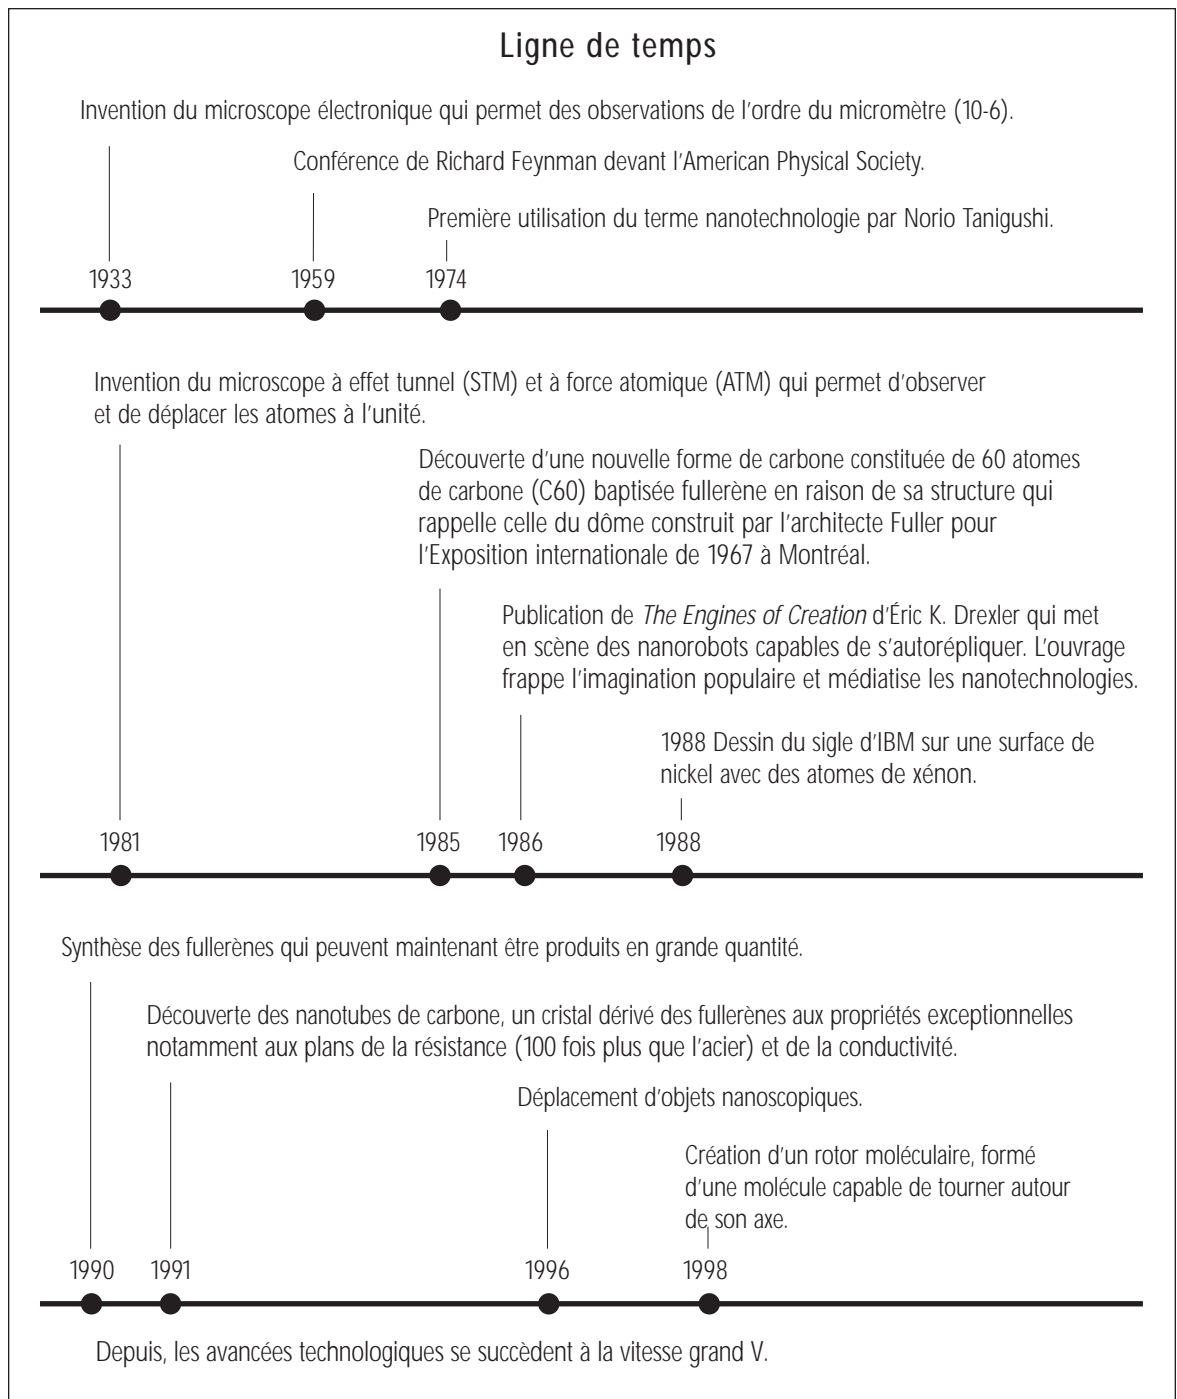 Ligne de temps
Invention du microscope électronique qui permet des observations de l'ordre du micromètre (10-6).
Conférence de Richard Feynman devant l'American Physical Society.
Première utilisation du terme nanotechnologie par Norio Tanigushi.
1933 1959 1974
Invention du microscope à effet tunnel (STM) et à force atomique (ATM) qui permet d'observer
et de déplacer les atomes à l'unité.
Découverte d'une nouvelle forme de carbone constituée de 60 atomes
de carbone (C60) baptisée fullerène en raison de sa structure qui
rappelle celle du dôme construit par l'architecte Fuller pour
l'Exposition internationale de 1967 à Montréal.
Publication de The Engines of Creation d'Éric K. Drexler qui met
en scène des nanorobots capables de s'autorépliquer. L'ouvrage
frappe l'imagination populaire et médiatise les nanotechnologies.
1988 Dessin du sigle d'IBM sur une surface de
nickel avec des atomes de xénon.
1981 1985 1986 1988
Synthèse des fullerènes qui peuvent maintenant être produits en grande quantité.
Découverte des nanotubes de carbone, un cristal dérivé des fullerènes aux propriétés exceptionnelles
notamment aux plans de la résistance (100 fois plus que l'acier) et de la conductivité.
Déplacement d'objets nanoscopiques.
Création d'un rotor moléculaire, formé
d'une molécule capable de tourner autour
de son axe.
1990 1991 1996 1998
Depuis, les avancées technologiques se succèdent à la vitesse grand V.